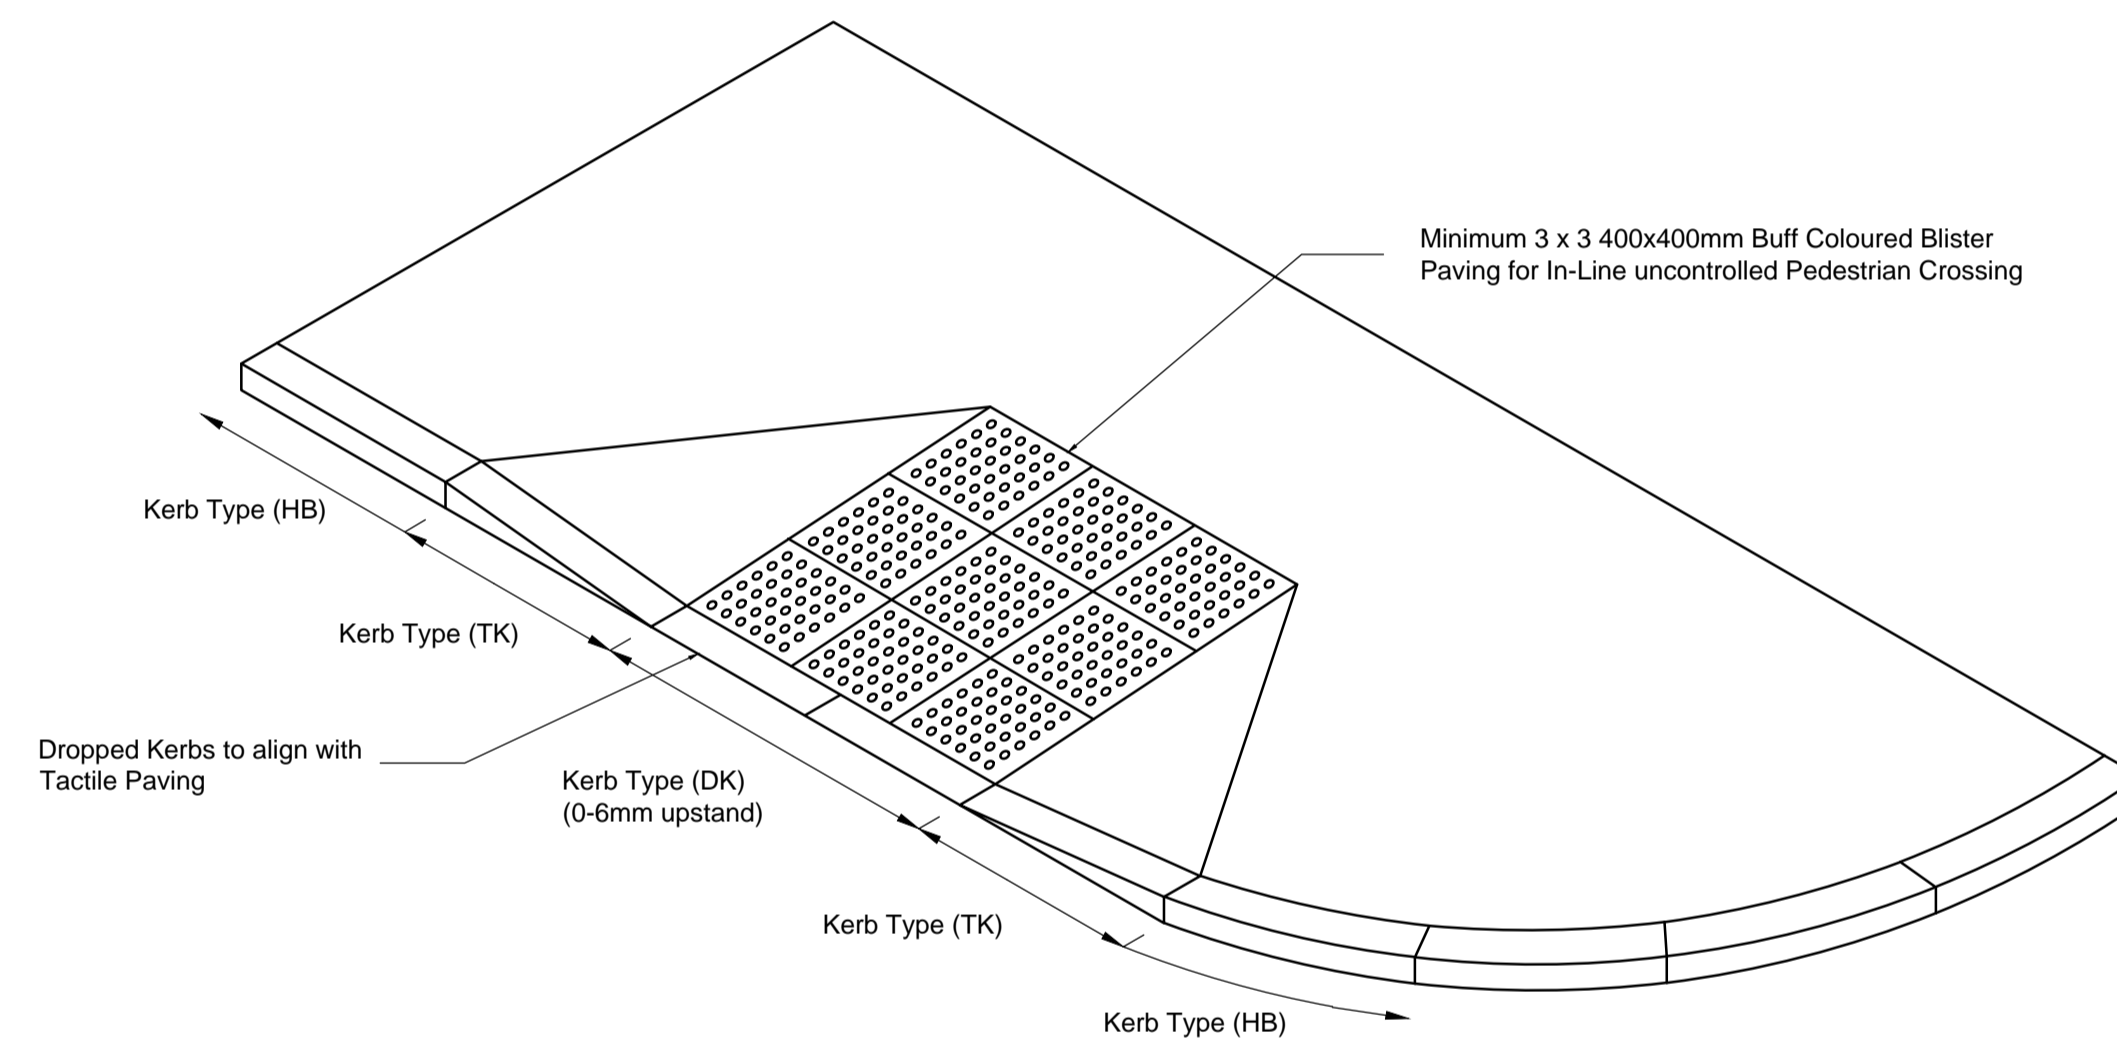 Minimum 3 x 3 400x400mm Buff Coloured Blister
Paving for In-Line uncontrolled Pedestrian Crossing
Kerb Type (HB)
Kerb Type (TK)
Dropped Kerbs to align with
Tactile Paving
Kerb Type (DK)
(0-6mm upstand)
Kerb Type (TK)
Kerb Type (HB)